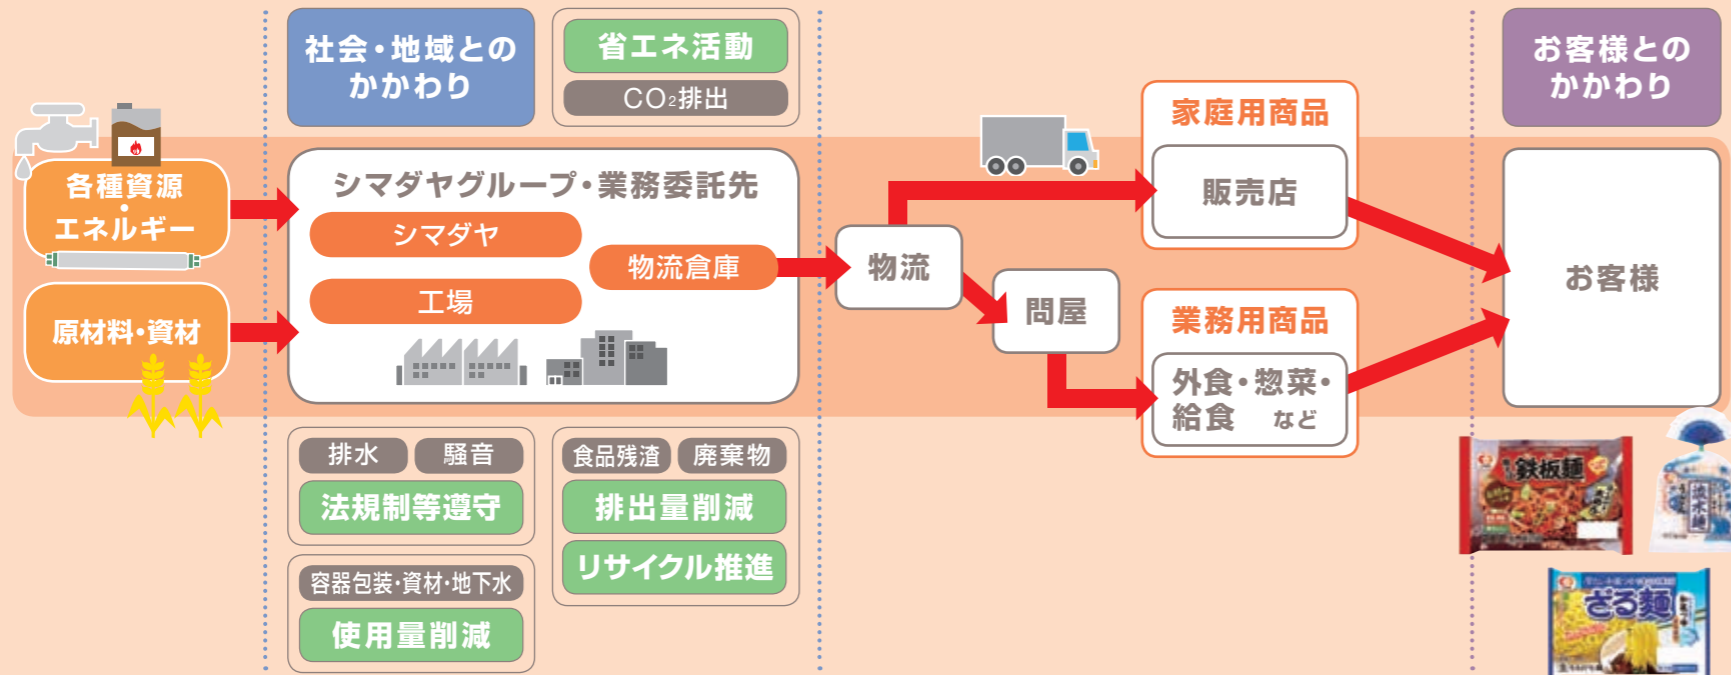 社会・地域との
かかわり
省エネ活動
CO₂排出
お客様との
かかわり
各種資源
・
エネルギー
原材料・資材
シマダヤグループ・業務委託先
シマダヤ
工場
物流倉庫
物流
問屋
家庭用商品
販売店
業務用商品
外食・惣菜・
給食 など
お客様
排水
騒音
法規制等遵守
容器包装・資材・地下水
使用量削減
食品残渣
廃棄物
排出量削減
リサイクル推進
鉄板麺
流水麺
ざる麺